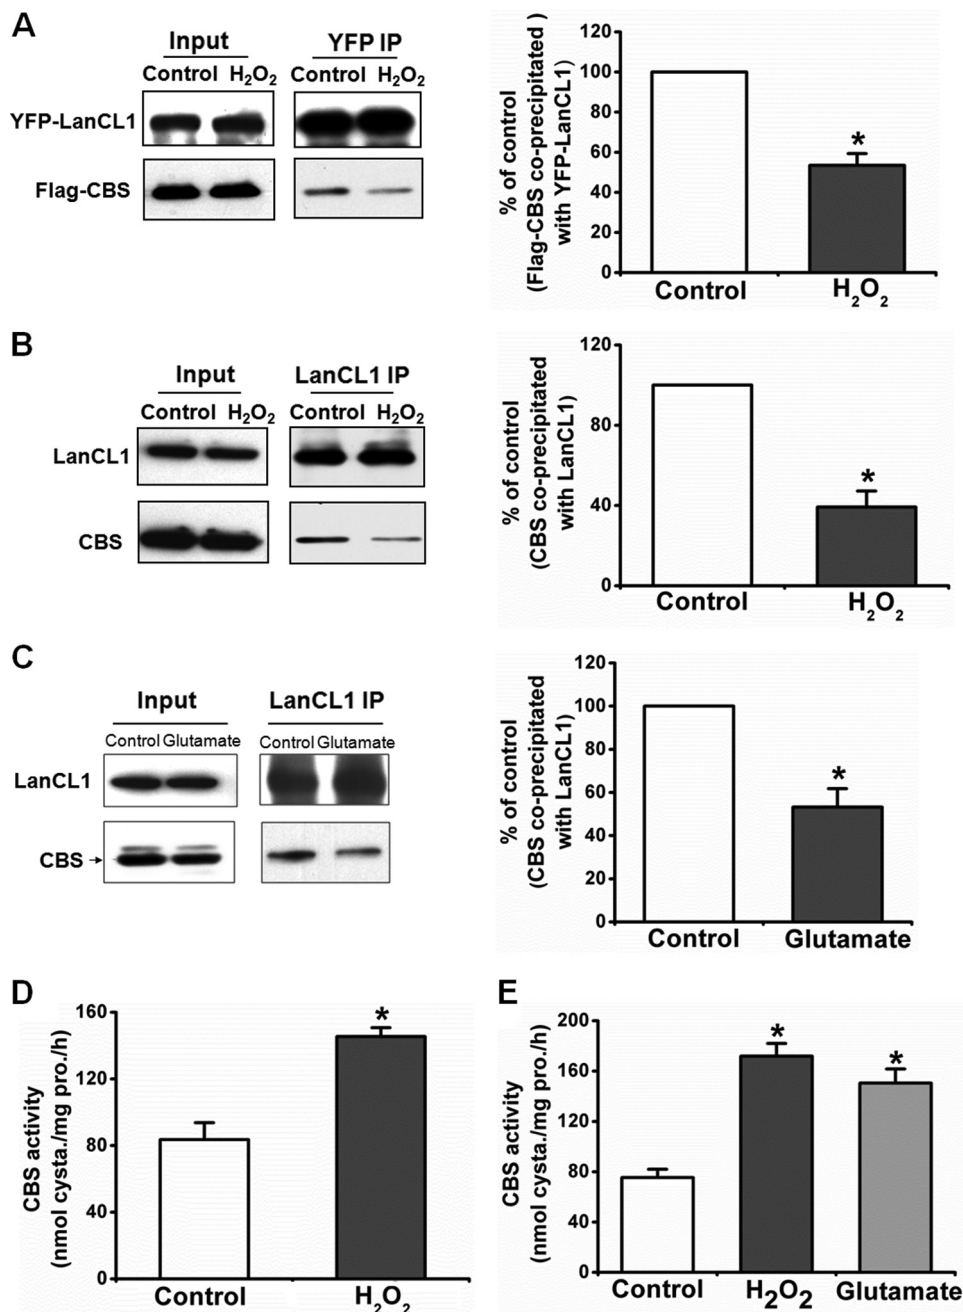 A
Input
YFP IP
Control H₂O₂
Control H₂O₂
YFP-LanCL1
Flag-CBS
% of control
(Flag-CBS co-precipitated )
with YFP-LanCL1)
120
100
80
60
40
20
0
*
Control
H₂O₂
B
Input
LanCL1 IP
Control H₂O₂
Control H₂O₂
LanCL1
CBS
% of control
(CBS co-precipitated
with LanCL1)
120
80
40
0
*
Control
H₂O₂
C
Input
LanCL1 IP
Control Glutamate
Control Glutamate
LanCL1
CBS
% of control
(CBS co-precipitated
with LanCL1)
120
100
80
60
40
20
0
*
Control
Glutamate
D
CBS activity
(nmol cysta./mg pro./h)
160
120
80
40
0
*
Control
H₂O₂
E
CBS activity
(nmol cysta./mg pro./h)
200
160
120
80
40
0
*
*
Control
H₂O₂
Glutamate